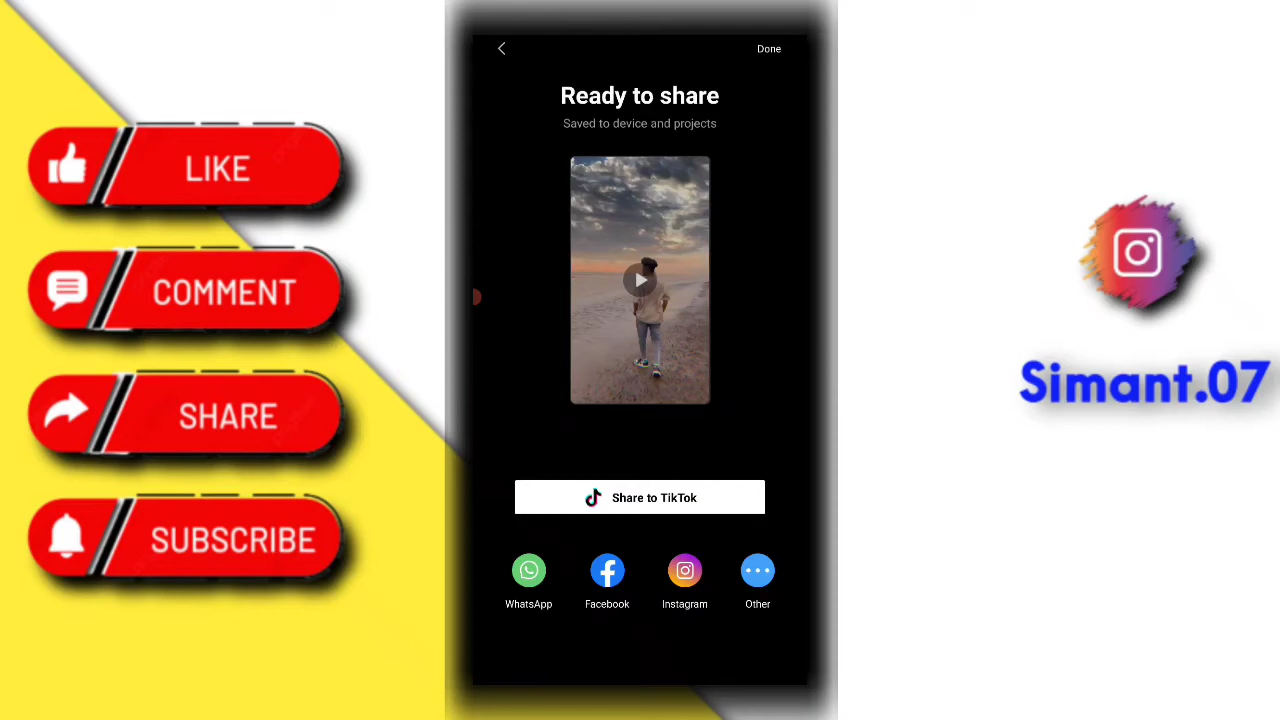 LIKE
COMMENT
SHARE
SUBSCRIBE
Done
Ready to share
Saved to device and projects
Share to TikTok
WhatsApp
Facebook
Instagram
Other
Simant.07